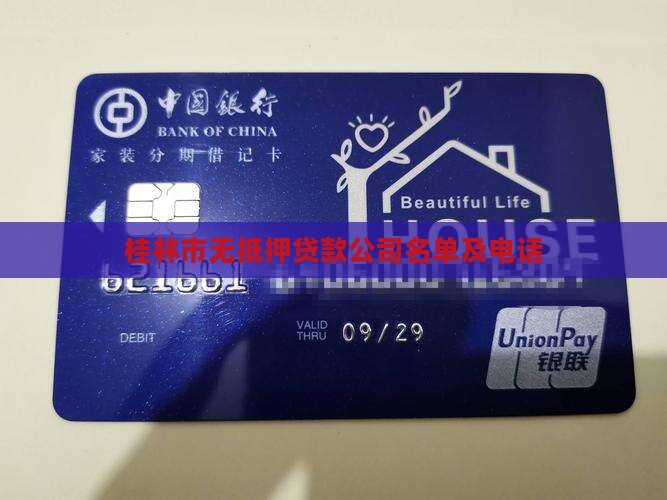 中国银行
BANK OF CHINA
家装分期借记卡
Beautiful Life
HOUSE
桂林市无抵押贷款公司名单及电话
621661
DEBIT
VALID
THRU
09/29
UnionPay
银联